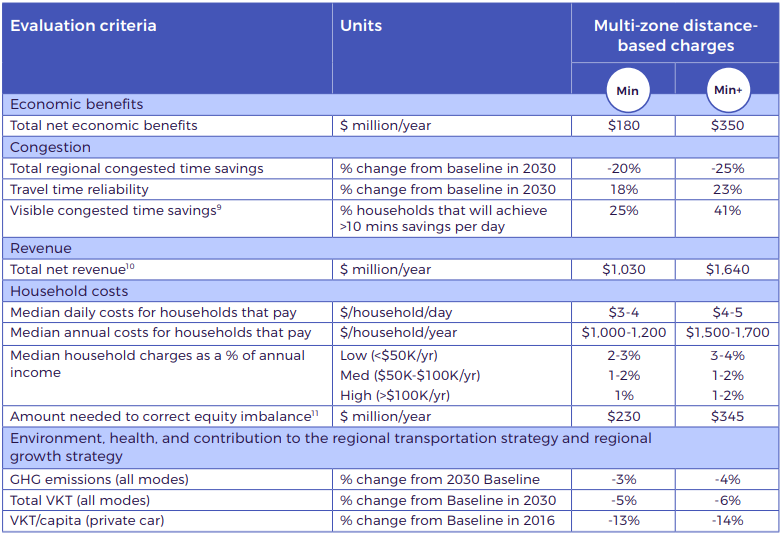 Evaluation criteria Units Multi-zone distance-
based charges
Min Min+
Economic benefits
Total net economic benefits $ million/year $180 $350
Congestion
Total regional congested time savings % change from baseline in 2030 -20% -25%
Travel time reliability % change from baseline in 2030 18% 23%
Visible congested time savings⁹ % households that will achieve 25% 41%
>10 mins savings per day
Revenue
Total net revenue¹⁰ $ million/year $1,030 $1,640
Household costs
Median daily costs for households that pay $/household/day $3-4 $4-5
Median annual costs for households that pay $/household/year $1,000-1,200 $1,500-1,700
Median household charges as a % of annual Low (<$50K/yr) 2-3% 3-4%
income Med ($50K-$100K/yr) 1-2% 1-2%
High (>$100K/yr) 1% 1-2%
Amount needed to correct equity imbalance¹¹ $ million/year $230 $345
Environment, health, and contribution to the regional transportation strategy and regional
growth strategy
GHG emissions (all modes) % change from 2030 Baseline -3% -4%
Total VKT (all modes) % change from Baseline in 2030 -5% -6%
VKT/capita (private car) % change from Baseline in 2016 -13% -14%